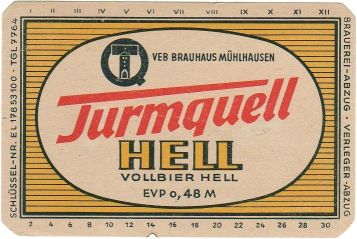 I II III IV V VI VII VIII IX X XI XII
SCHLÜSSEL-NR. EL 17853100 · TGL 7764
T
VEB BRAUHAUS MÜHLHAUSEN
Turmquell
HELL
VOLLBIER HELL
EVP 0,48 M
BRAUEREI-ABZUG · VERLEGER-ABZUG
2 4 6 8 10 12 14 16 18 20 22 24 26 28 30